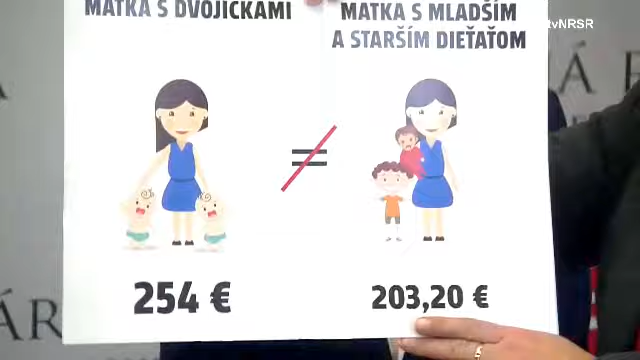 MATKA S DVOJIČKAMI
MATKA S MLADŠÍM
A STARŠÍM DIEŤAŤOM
tvNRSR
=
254 €
203,20 €